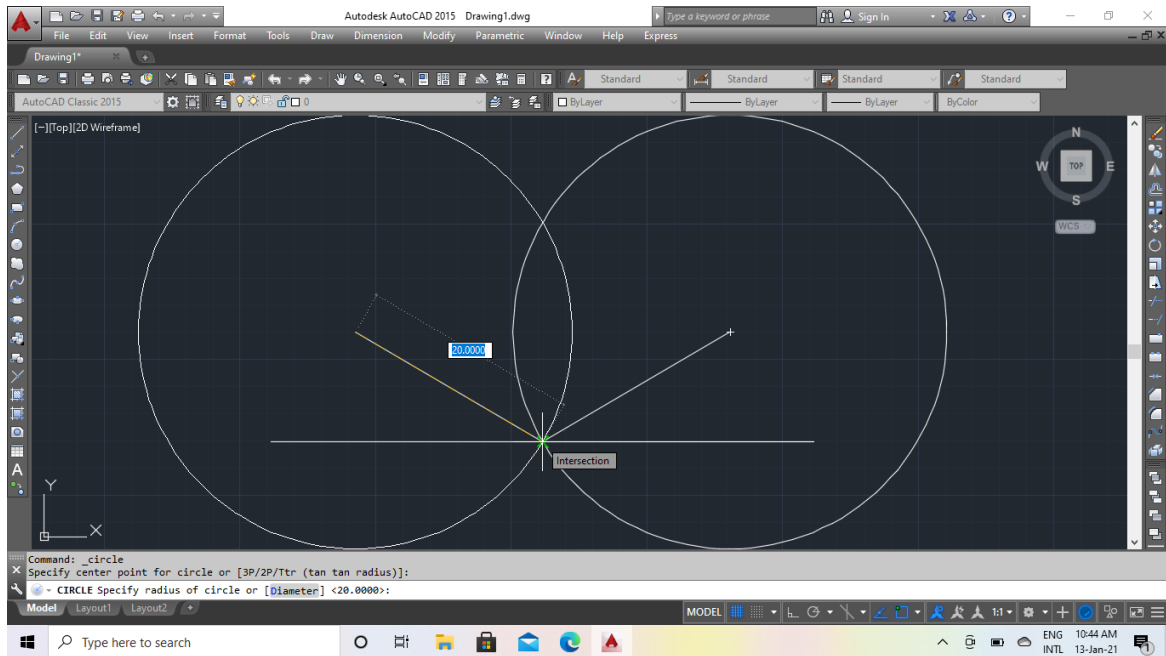 Autodesk AutoCAD 2015 Drawing1.dwg Type a keyword or phrase Sign In
File Edit View Insert Format Tools Draw Dimension Modify Parametric Window Help Express
Drawing1*
Standard Standard Standard Standard
AutoCAD Classic 2015 0 ByLayer ByLayer ByLayer ByColor
[−][Top][2D Wireframe]
N
W TOP E
S
WCS
20.0000
Intersection
A
Y
X
Command: _circle
Specify center point for circle or [3P/2P/Ttr (tan tan radius)]:
CIRCLE Specify radius of circle or [Diameter] <20.0000>:
Model Layout1 Layout2 + MODEL 1:1
Type here to search
ENG 10:44 AM
INTL 13-Jan-21
1